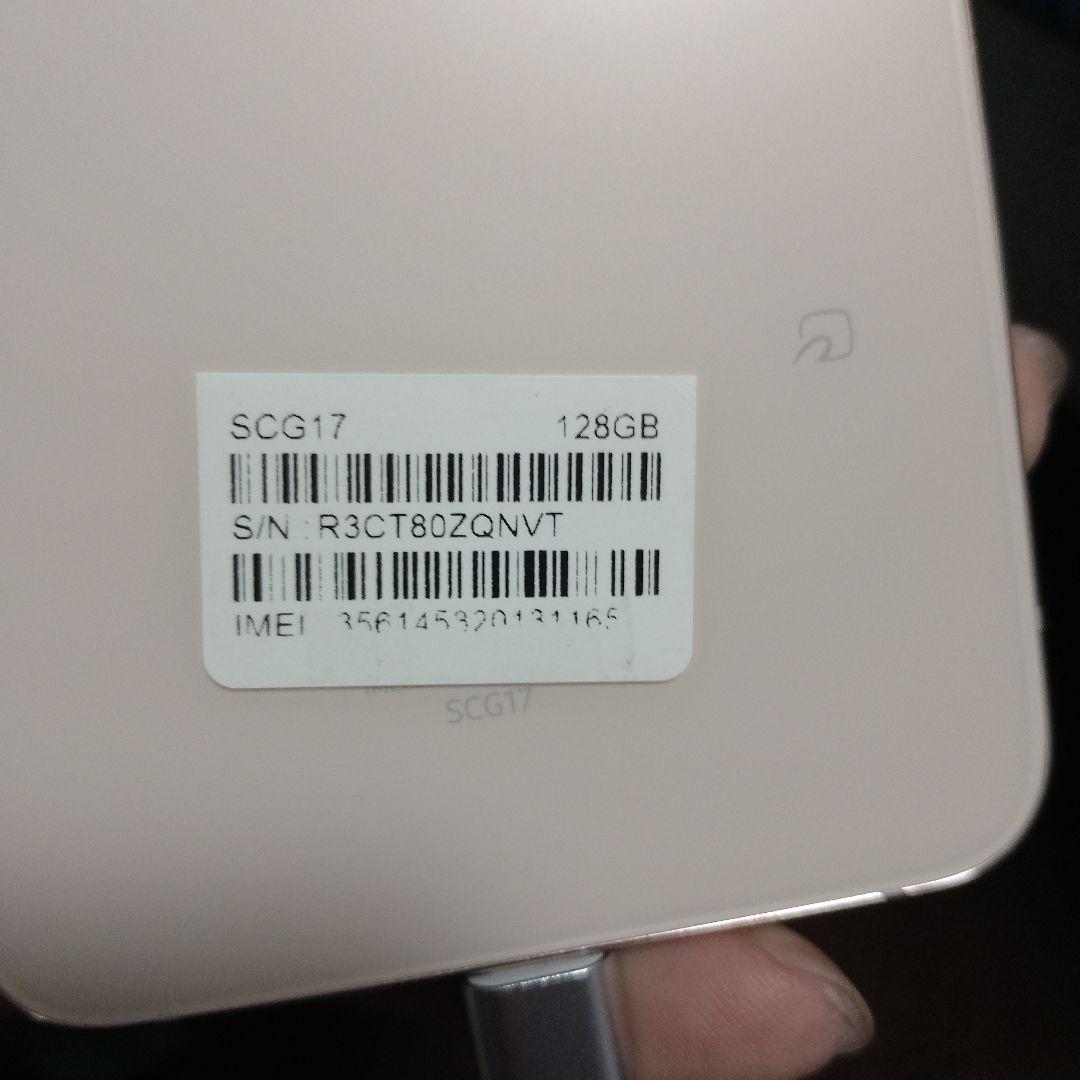 SCG17 128GB
S/N : R3CT80ZQNVT
IMEI 356145320131165
SCG17